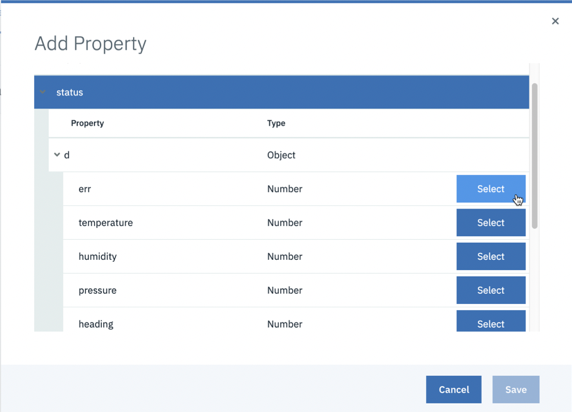 Add Property
status
Property Type
d Object
err Number Select
temperature Number Select
humidity Number Select
pressure Number Select
heading Number Select
Cancel Save